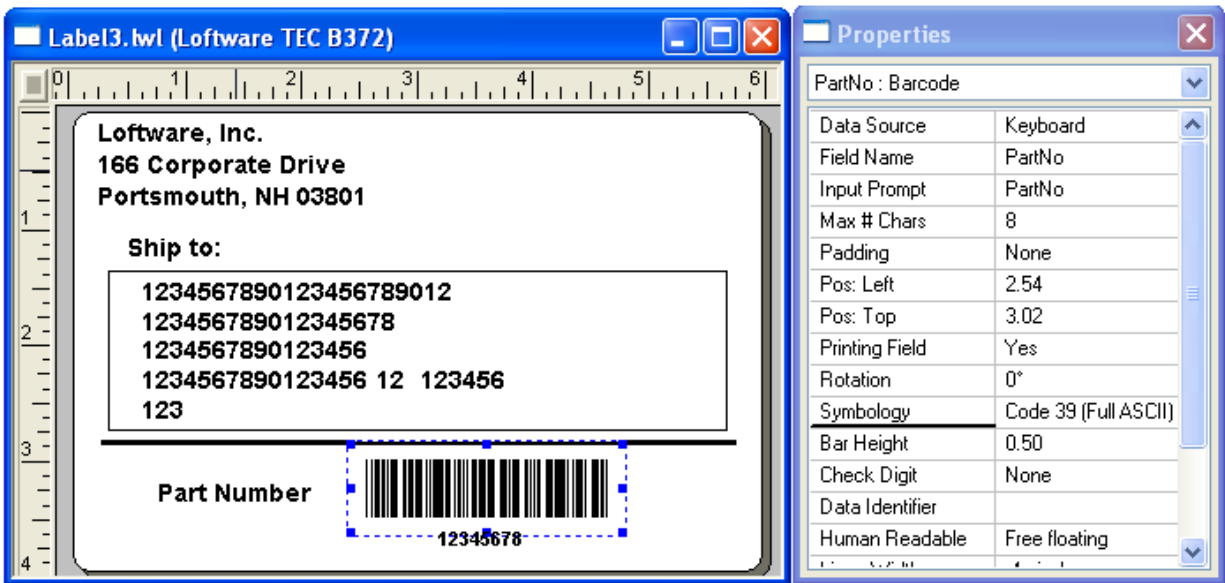 Label3.lwl (Loftware TEC B372)
0 1 2 3 4 5 6
1
2
3
4
Loftware, Inc.
166 Corporate Drive
Portsmouth, NH 03801
Ship to:
1234567890123456789012
123456789012345678
1234567890123456
1234567890123456 12 123456
123
Part Number
12345678
Properties
PartNo : Barcode
Data Source Keyboard
Field Name PartNo
Input Prompt PartNo
Max # Chars 8
Padding None
Pos: Left 2.54
Pos: Top 3.02
Printing Field Yes
Rotation 0°
Symbology Code 39 (Full ASCII)
Bar Height 0.50
Check Digit None
Data Identifier
Human Readable Free floating